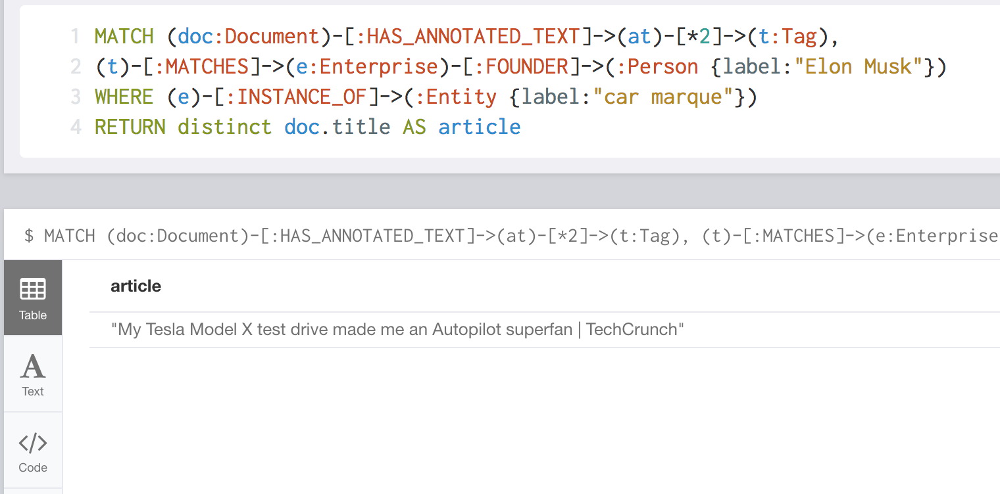 1 MATCH (doc:Document)-[:HAS_ANNOTATED_TEXT]->(at)-[*2]->(t:Tag),
2 (t)-[:MATCHES]->(e:Enterprise)-[:FOUNDER]->(:Person {label:"Elon Musk"})
3 WHERE (e)-[:INSTANCE_OF]->(:Entity {label:"car marque"})
4 RETURN distinct doc.title AS article
$ MATCH (doc:Document)-[:HAS_ANNOTATED_TEXT]->(at)-[*2]->(t:Tag), (t)-[:MATCHES]->(e:Enterprise
article
Table
"My Tesla Model X test drive made me an Autopilot superfan | TechCrunch"
A
Text
</>
Code